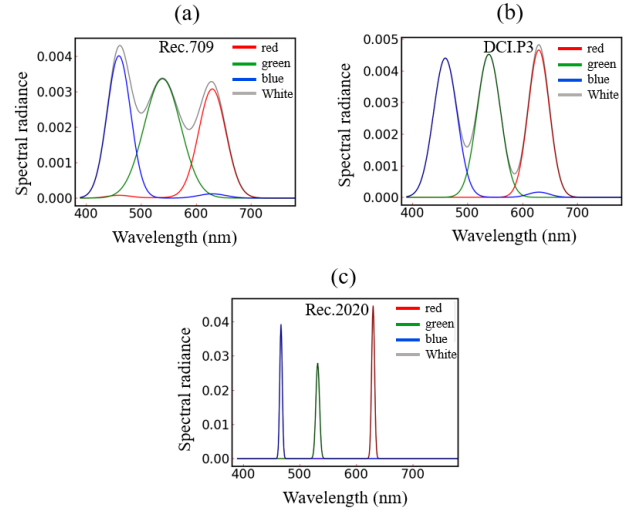 (a)
Rec.709
red
green
blue
White
0.004
0.003
0.002
0.001
0.000
400 500 600 700
Spectral radiance
Wavelength (nm)
(b)
DCI.P3
red
green
blue
White
0.005
0.004
0.003
0.002
0.001
0.000
400 500 600 700
Spectral radiance
Wavelength (nm)
(c)
Rec.2020
red
green
blue
White
0.04
0.03
0.02
0.01
0.00
400 500 600 700
Spectral radiance
Wavelength (nm)